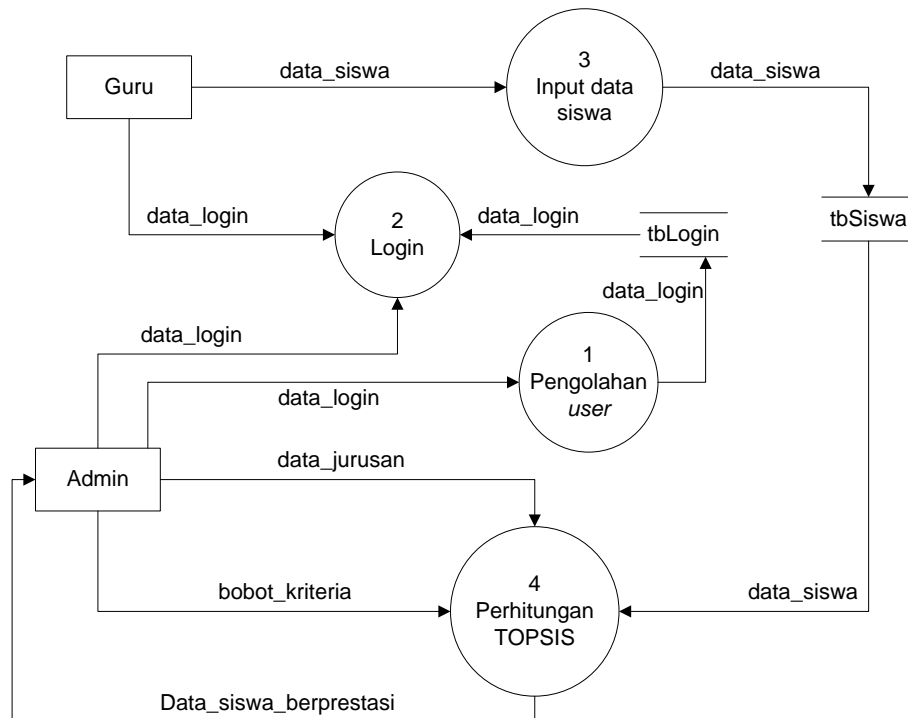 Guru
data_siswa
3
Input data
siswa
data_siswa
data_login
2
Login
data_login
tbLogin
tbSiswa
data_login
data_login
1
Pengolahan
user
data_login
Admin
data_jurusan
bobot_kriteria
4
Perhitungan
TOPSIS
data_siswa
Data_siswa_berprestasi